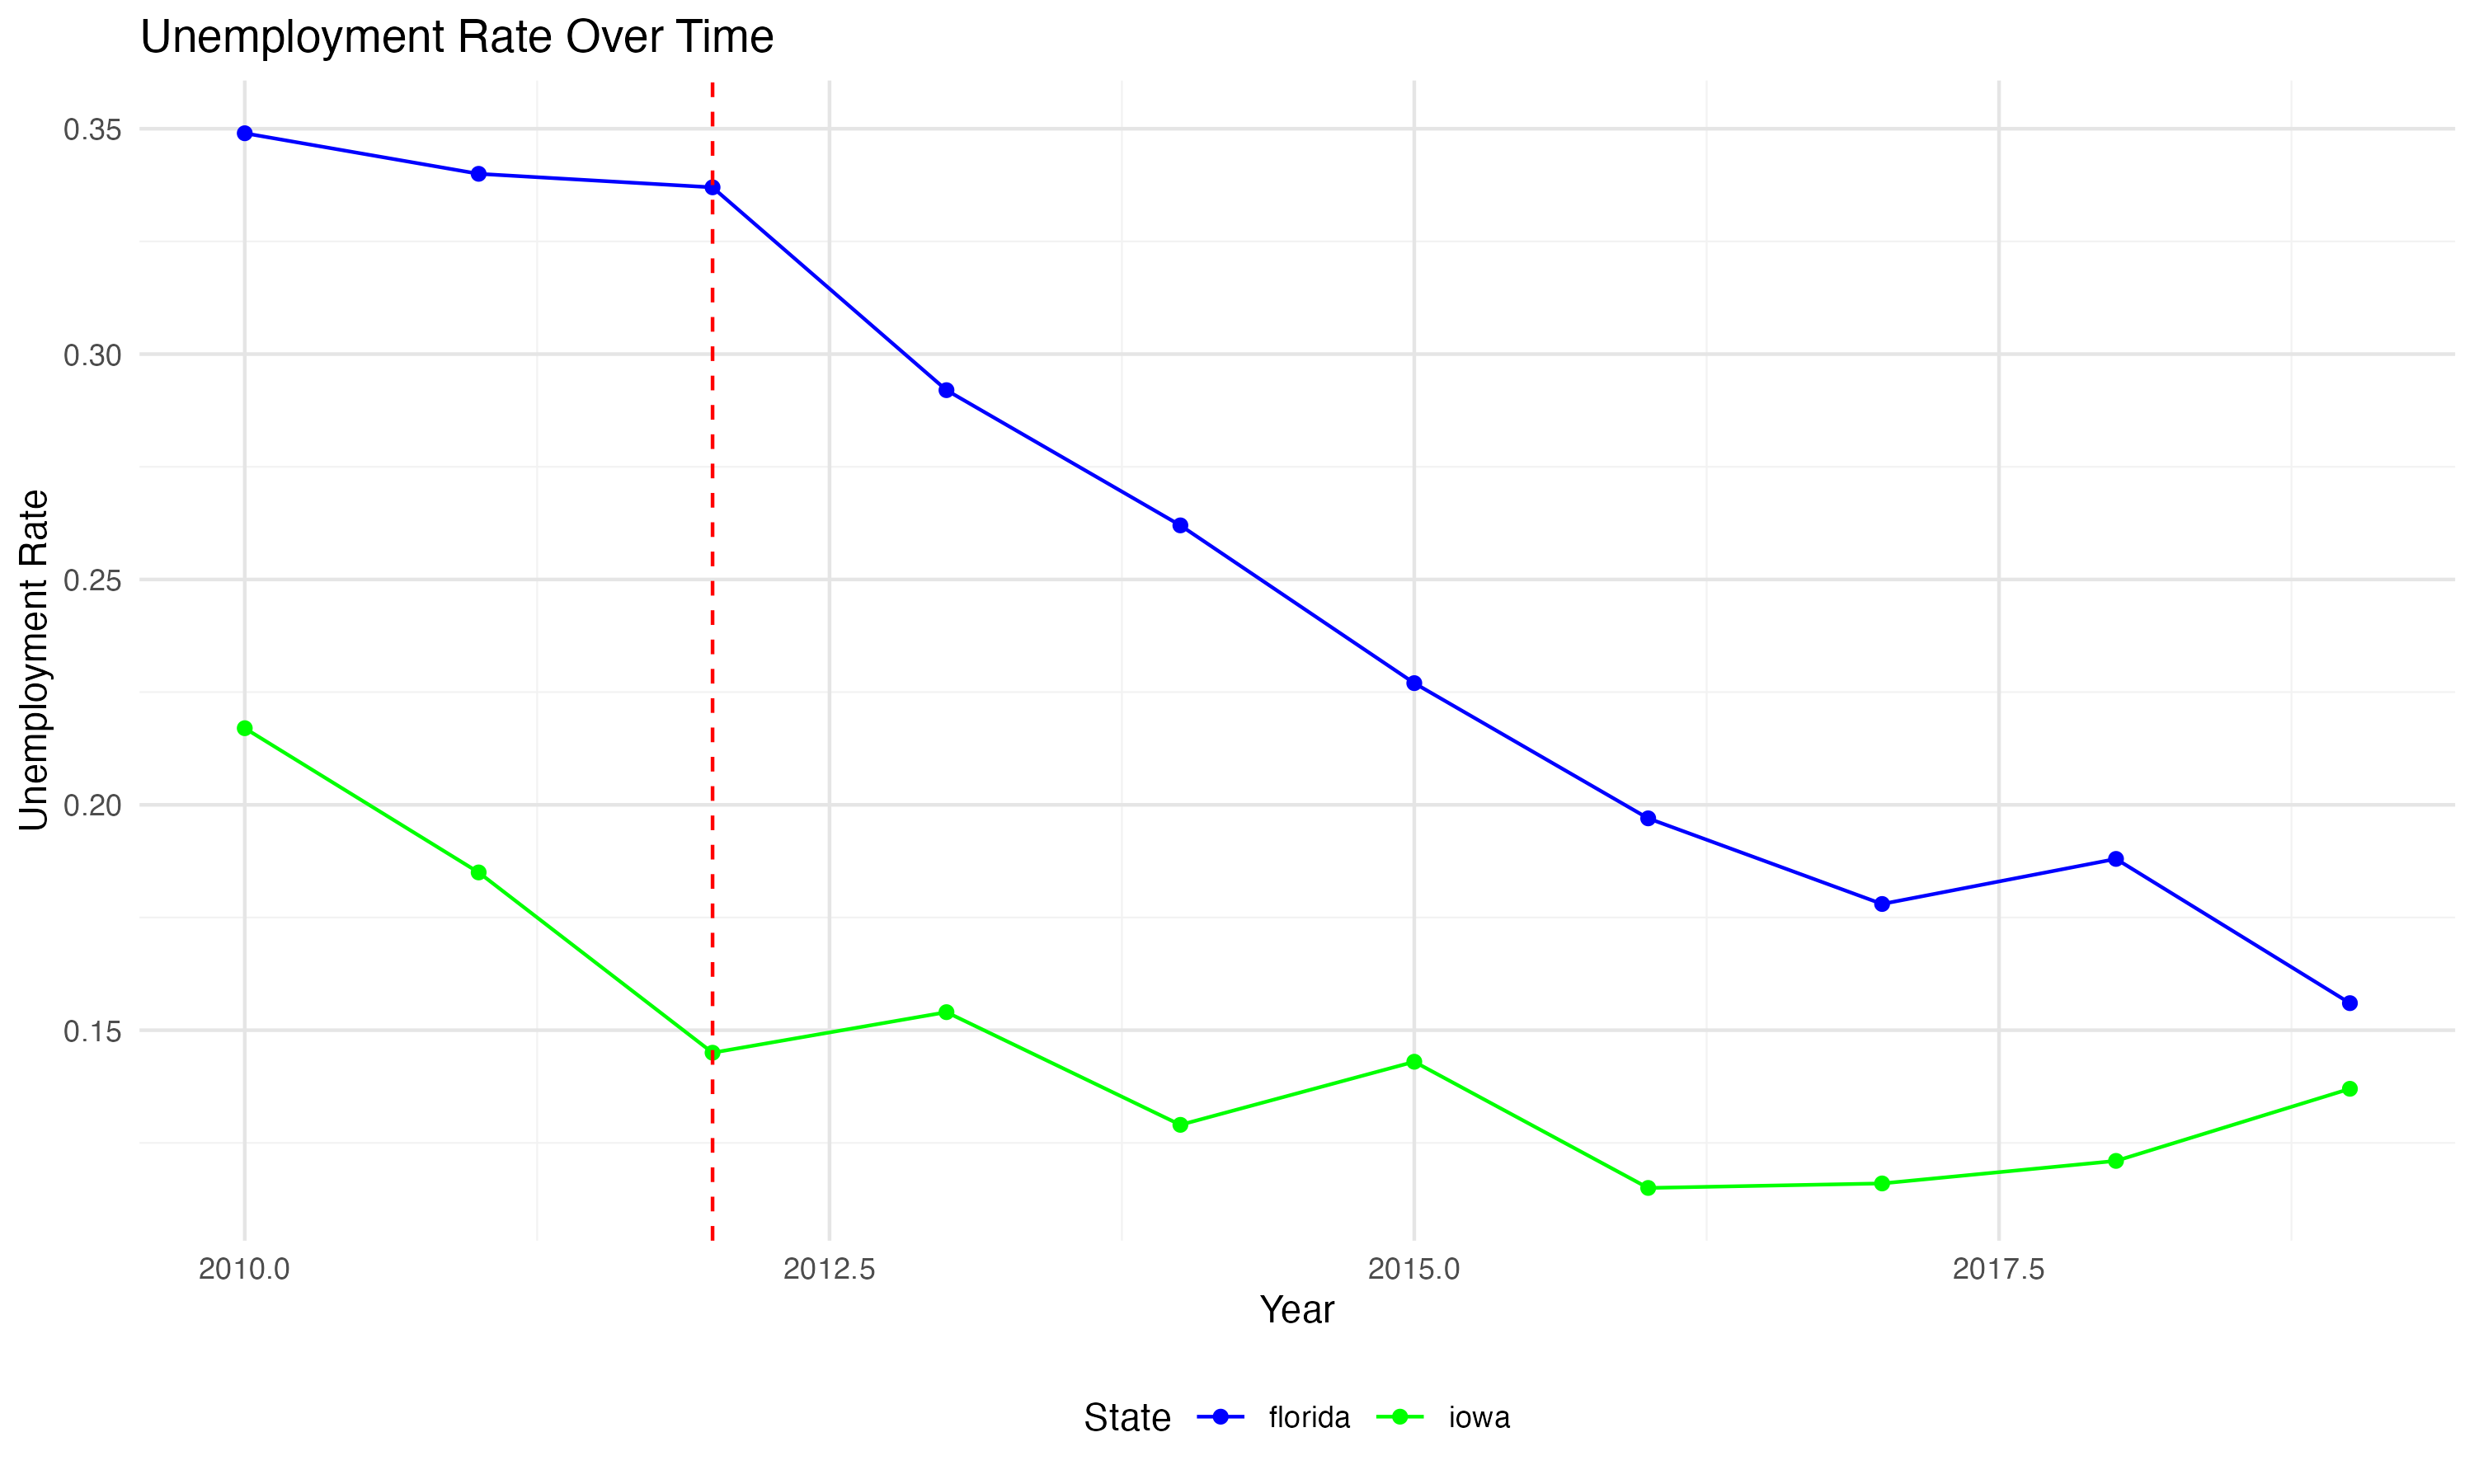 Unemployment Rate Over Time
Unemployment Rate
0.35
0.30
0.25
0.20
0.15
2010.0 2012.5 2015.0 2017.5
Year
State florida iowa